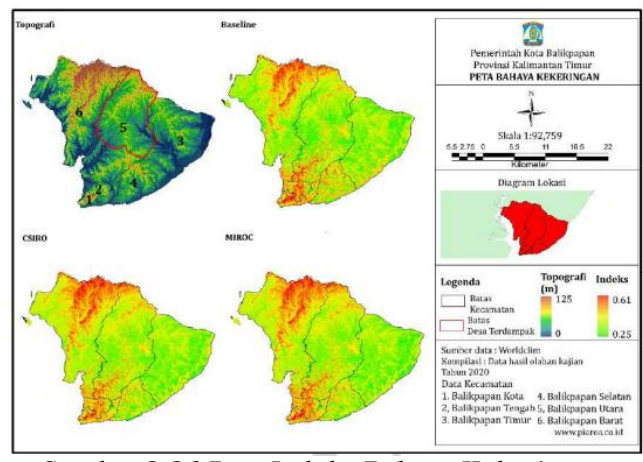 Topografi
Baseline
6
5
3
4
2
1
CSIRO
MIROC
Pemerintah Kota Balikpapan
Provinsi Kalimantan Timur
PETA BAHAYA KEKERINGAN
N
Skala 1:92,759
5.5 2.75 0 5.5 11 16.5 22
Kilometer
Diagram Lokasi
Legenda
Topografi (m)
Indeks
Batas Kecamatan
Batas Desa Terdampak
125
0
0.61
0.25
Sumber data : Worldclim
Kompilasi : Data hasil olahan kajian
Tahun 2020
Data Kecamatan
1. Balikpapan Kota 4. Balikpapan Selatan
2, Balikpapan Tengah 5, Balikpapan Utara
3. Balikpapan Timur 6. Balikpapan Barat
www.piarea.co.id